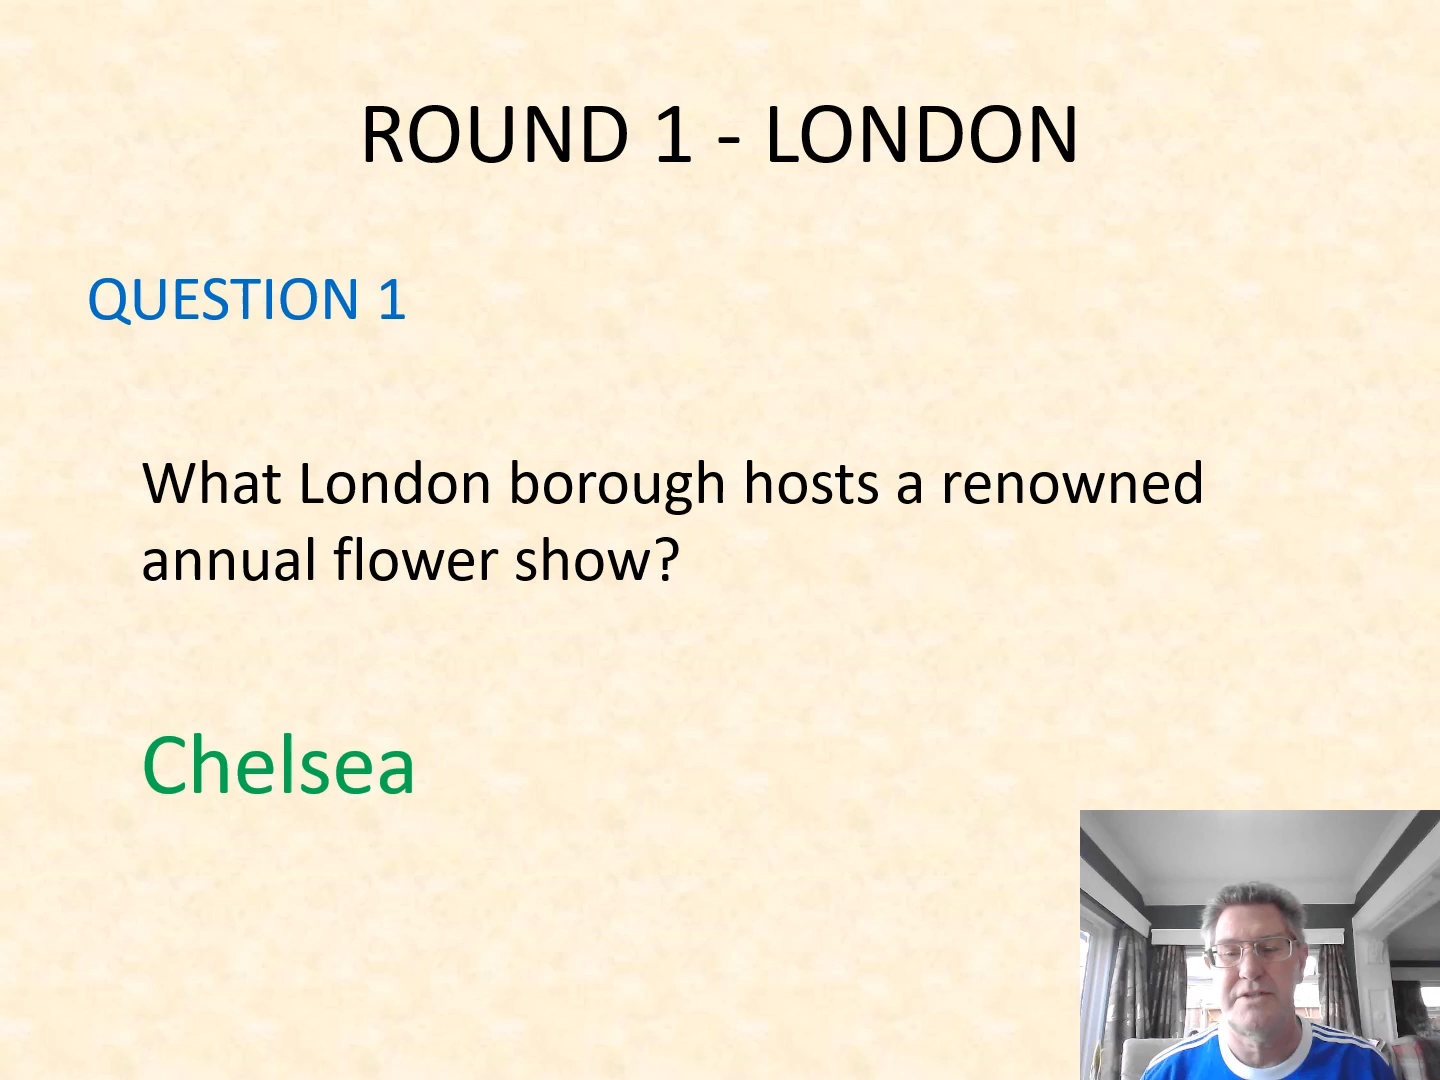 ROUND 1 - LONDON
QUESTION 1
What London borough hosts a renowned
annual flower show?
Chelsea